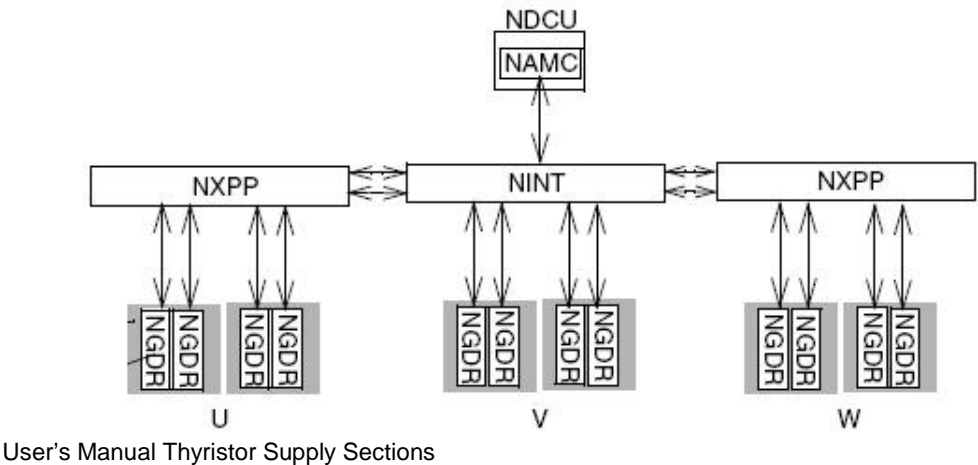 NDCU
NAMC
NXPP NINT NXPP
NGDR NGDR NGDR NGDR NGDR NGDR NGDR NGDR NGDR NGDR NGDR NGDR
U V W
User's Manual Thyristor Supply Sections